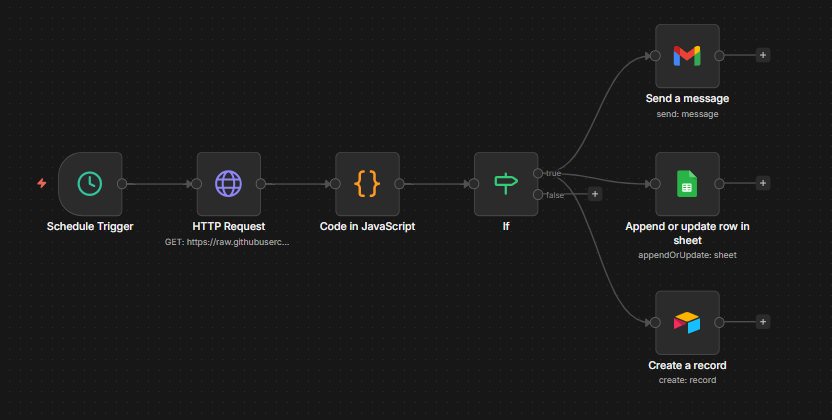 Send a message
send: message
true
false
Schedule Trigger
HTTP Request
GET: https://raw.githubuserc...
Code in JavaScript
If
Append or update row in
sheet
appendOrUpdate: sheet
Create a record
create: record